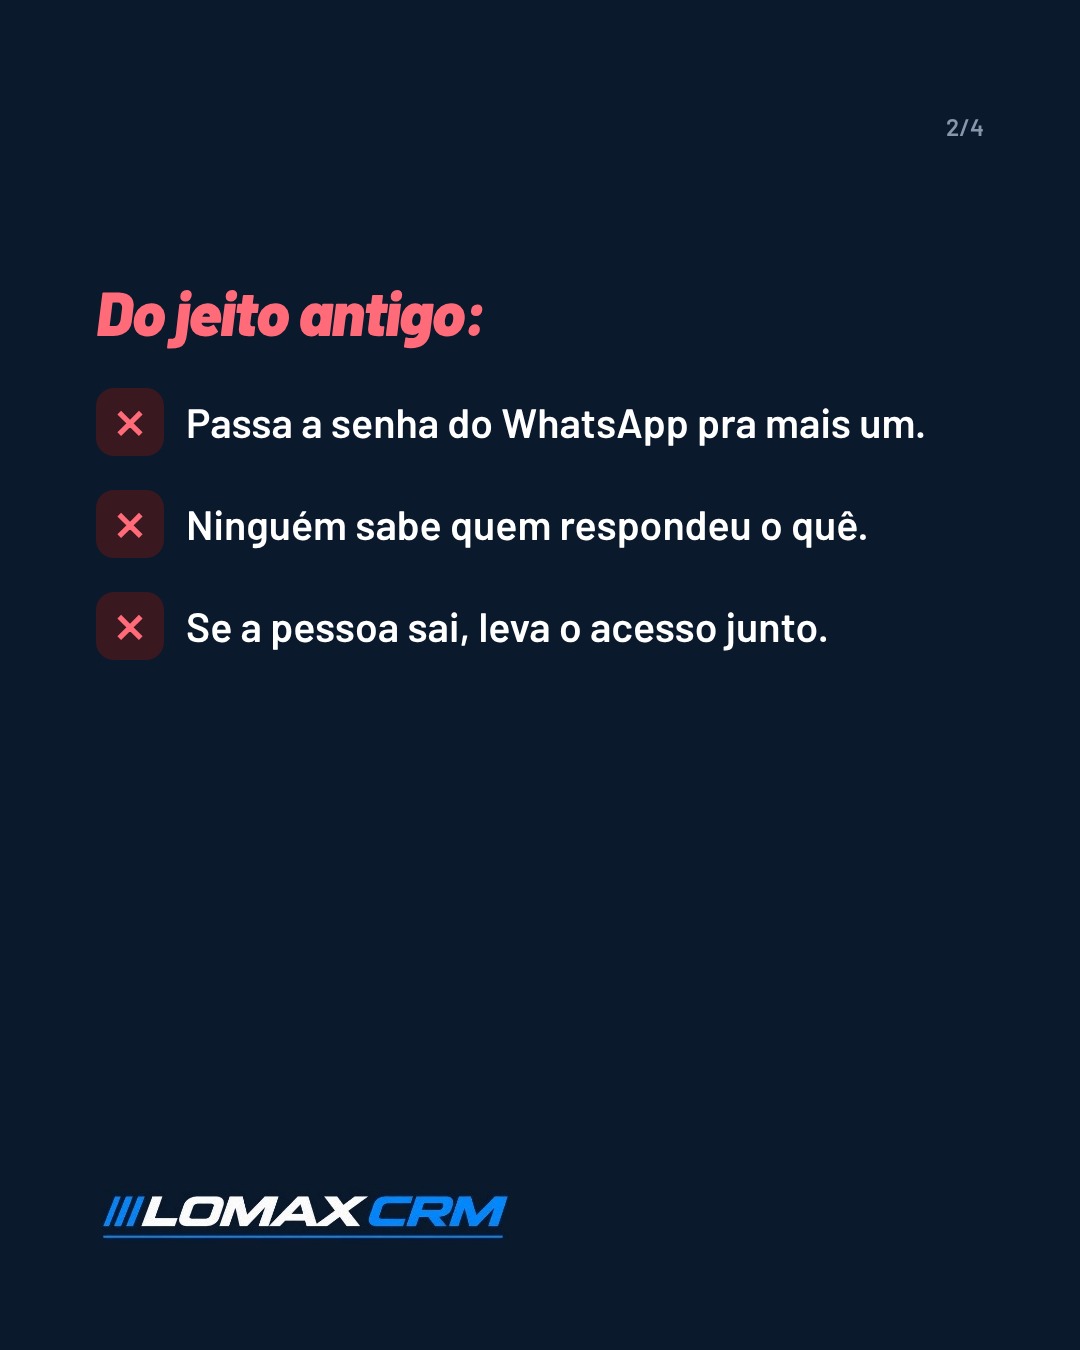 2/4
Do jeito antigo:
Passa a senha do WhatsApp pra mais um.
Ninguém sabe quem respondeu o quê.
Se a pessoa sai, leva o acesso junto.
LOMAX CRM